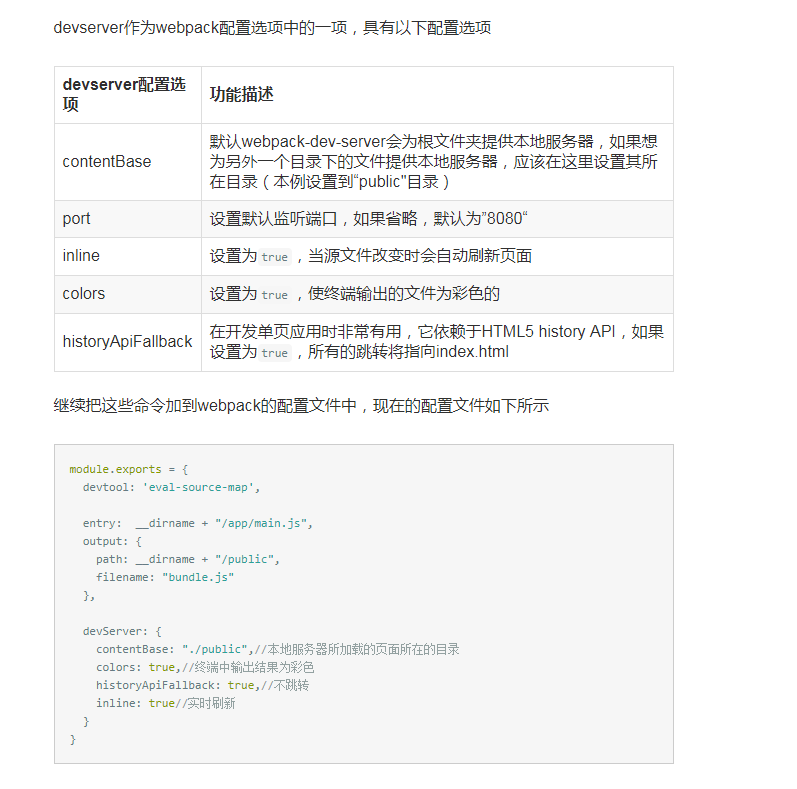 devserver作为webpack配置选项中的一项，具有以下配置选项
devserver配置选
项
功能描述
contentBase
默认webpack-dev-server会为根文件夹提供本地服务器，如果想
为另外一个目录下的文件提供本地服务器，应该在这里设置其所
在目录（本例设置到“public"目录）
port
设置默认监听端口，如果省略，默认为”8080“
inline
设置为 true ，当源文件改变时会自动刷新页面
colors
设置为 true ，使终端输出的文件为彩色的
historyApiFallback
在开发单页应用时非常有用，它依赖于HTML5 history API，如果
设置为 true ，所有的跳转将指向index.html
继续把这些命令加到webpack的配置文件中，现在的配置文件如下所示
module.exports = {
  devtool: 'eval-source-map',
  entry:  __dirname + "/app/main.js",
  output: {
    path: __dirname + "/public",
    filename: "bundle.js"
  },
  devServer: {
    contentBase: "./public",//本地服务器所加载的页面所在的目录
    colors: true,//终端中输出结果为彩色
    historyApiFallback: true,//不跳转
    inline: true//实时刷新
  }
}